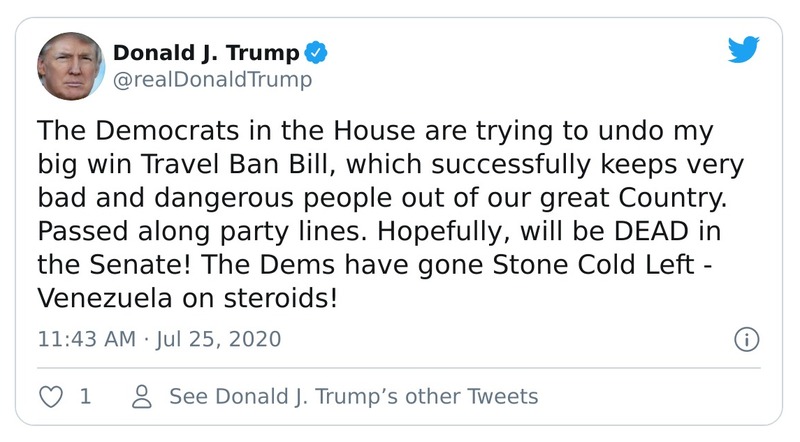 Donald J. Trump
@realDonaldTrump
The Democrats in the House are trying to undo my
big win Travel Ban Bill, which successfully keeps very
bad and dangerous people out of our great Country.
Passed along party lines. Hopefully, will be DEAD in
the Senate! The Dems have gone Stone Cold Left -
Venezuela on steroids!
11:43 AM · Jul 25, 2020
1 See Donald J. Trump’s other Tweets